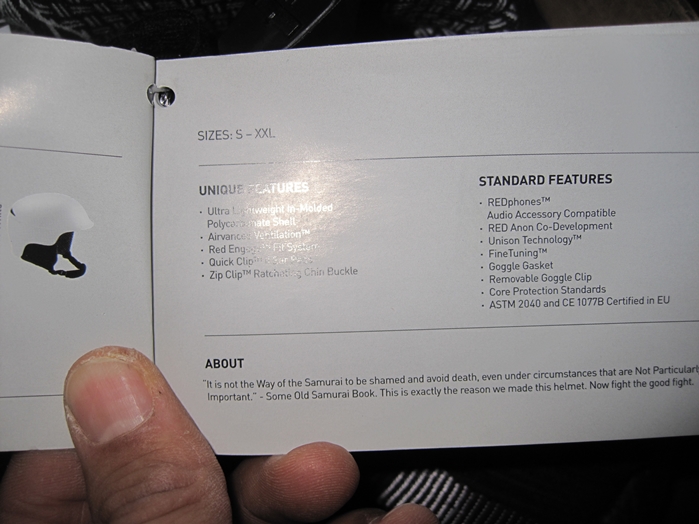 SIZES: S – XXL
UNIQUE FEATURES
· Ultra Lightweight In-Molded
Polycarbonate Shell
· Airvanced Ventilation™
· Red Engage™ Fit System
· Quick Clip™
· Zip Clip™ Ratcheting Chin Buckle
STANDARD FEATURES
· REDphones™
Audio Accessory Compatible
· RED Anon Co-Development
· Unison Technology™
· FineTuning™
· Goggle Gasket
· Removable Goggle Clip
· Core Protection Standards
· ASTM 2040 and CE 1077B Certified in EU
ABOUT
"It is not the Way of the Samurai to be shamed and avoid death, even under circumstances that are Not Particularl
Important." - Some Old Samurai Book. This is exactly the reason we made this helmet. Now fight the good fight.